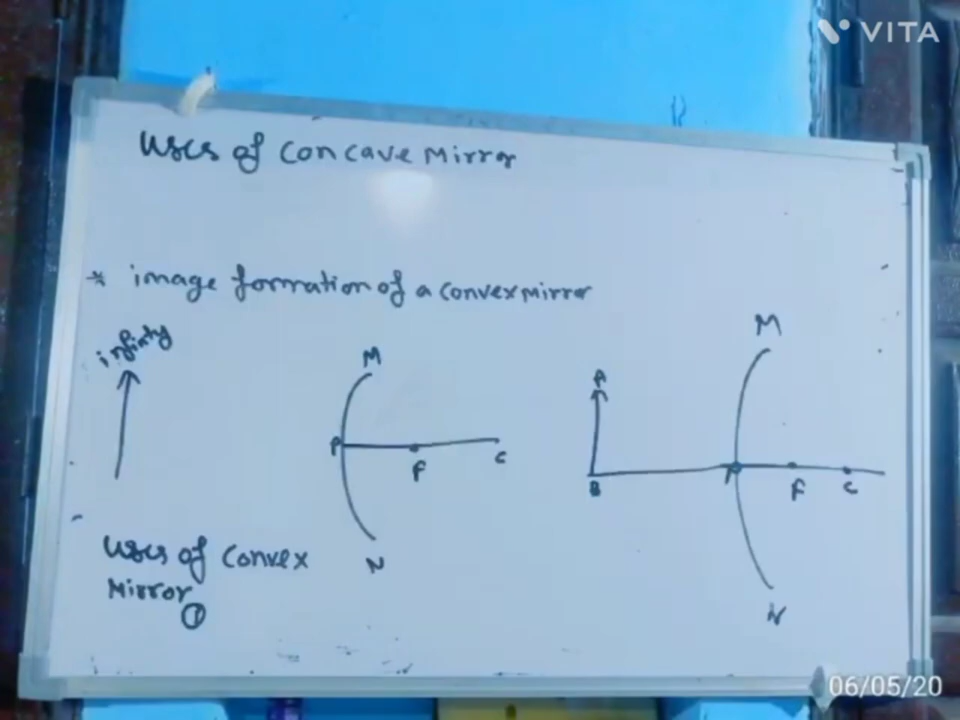 VITA
Uses of Concave Mirror
* image formation of a convex mirror
infinity
M
P
F
C
N
A
B
M
P
F
C
N
Uses of Convex
Mirror
①
06/05/20